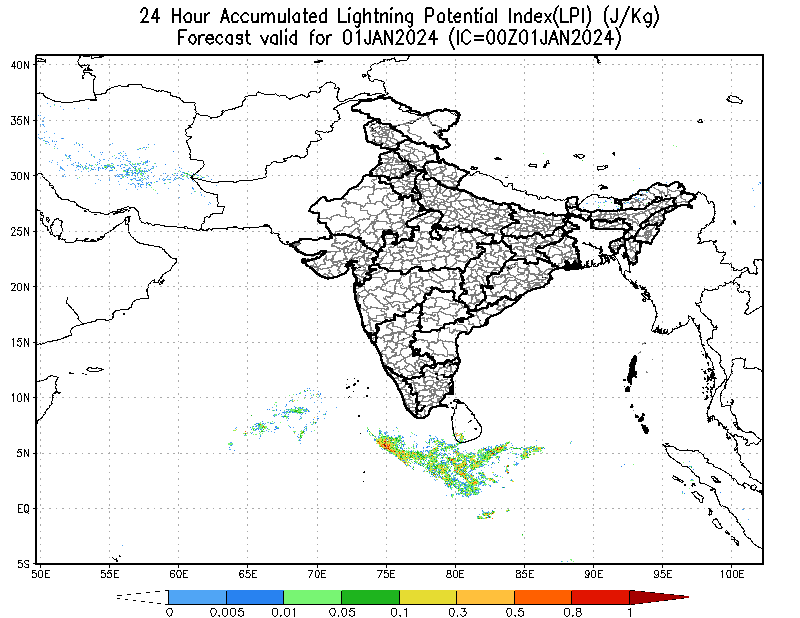 24 Hour Accumulated Lightning Potential Index(LPI) (J/Kg)
Forecast valid for 01JAN2024 (IC=00Z01JAN2024)
40N
35N
30N
25N
20N
15N
10N
5N
EQ
5S
50E 55E 60E 65E 70E 75E 80E 85E 90E 95E 100E
0 0.005 0.01 0.05 0.1 0.3 0.5 0.8 1